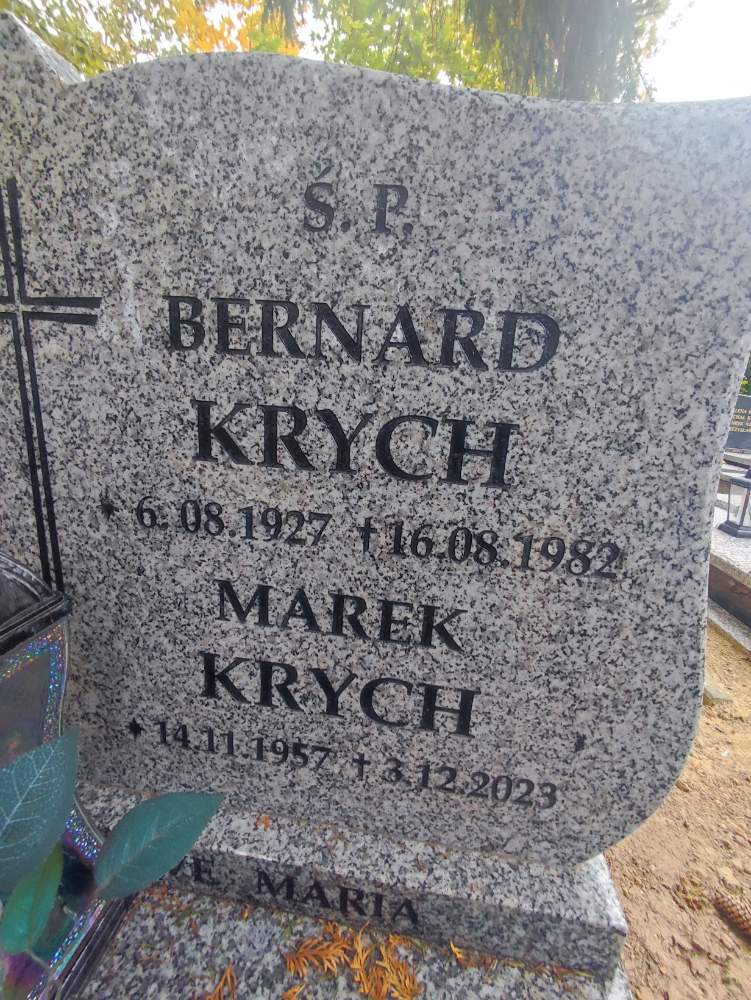 Ś. P.
BERNARD
KRYCH
* 6. 08.1927 †16.08.1982
MAREK
KRYCH
* 14.11.1957 † 3.12.2023
MARIA